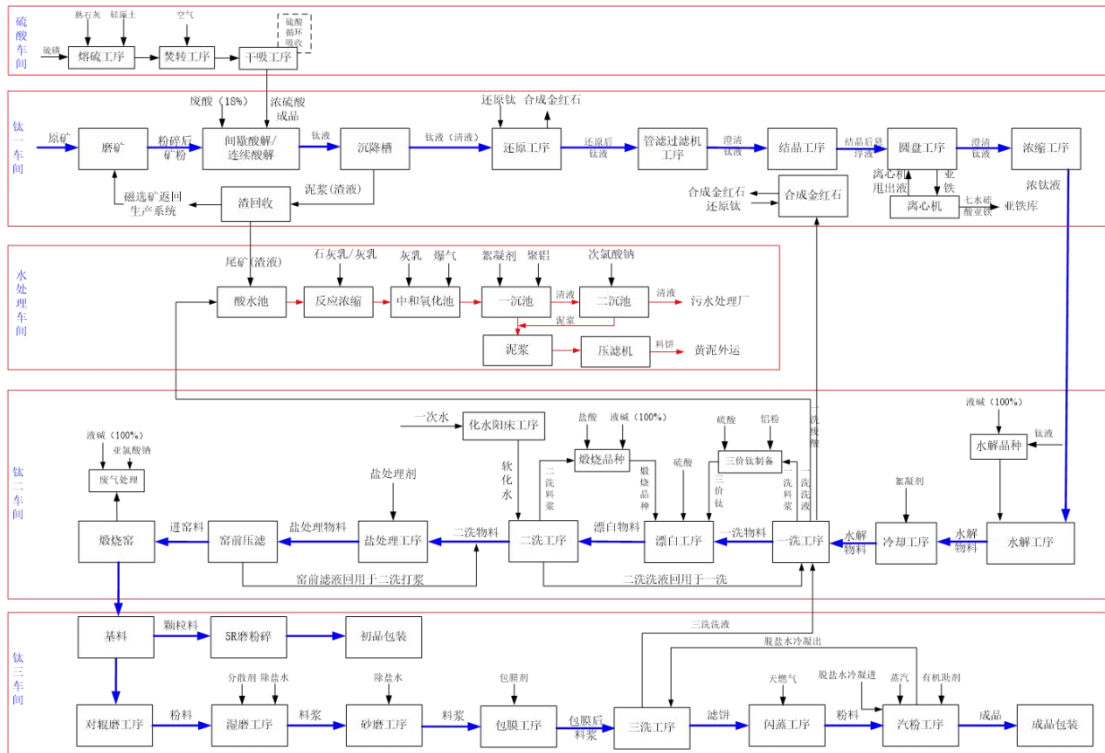 硫酸车间
熟石灰
硅藻土
空气
硫酸循环吸收
硫磺
熔硫工序
焚转工序
干吸工序
钛一车间
废酸（18%）
浓硫酸成品
还原钛
合成金红石
原矿
磨矿
粉碎后矿粉
间歇酸解/连续酸解
钛液
沉降槽
钛液（清液）
还原工序
还原后钛液
管滤过滤机工序
澄清钛液
结晶工序
结晶后悬浮液
圆盘工序
澄清钛液
浓缩工序
磁选矿返回生产系统
渣回收
泥浆(渣液)
合成金红石
还原钛
合成金红石
离心机甩出液
亚铁
离心机
七水硫酸亚铁
亚铁库
浓钛液
水处理车间
尾矿(渣液)
石灰乳/灰乳
灰乳
爆气
絮凝剂
聚铝
次氯酸钠
酸水池
反应浓缩
中和氧化池
一沉池
清液
二沉池
清液
污水处理厂
泥浆
泥浆
压滤机
料饼
黄泥外运
钛二车间
一次水
化水阳床工序
盐酸
液碱（100%）
硫酸
铝粉
一洗废酸
液碱（100%）
液碱（100%）
亚氯酸钠
废气处理
盐处理剂
软化水
二洗料浆
煅烧品种
煅烧品种
硫酸
三价钛制备
三价钛
一洗料浆
一洗洗液
絮凝剂
水解品种
钛液
煅烧窑
进窑料
窑前压滤
盐处理物料
盐处理工序
二洗物料
二洗工序
漂白物料
漂白工序
一洗物料
一洗工序
水解物料
冷却工序
水解物料
水解工序
窑前滤液回用于二洗打浆
二洗洗液回用于一洗
钛三车间
基料
颗粒料
5R磨粉碎
初品包装
三洗洗液
脱盐水冷凝出
分散剂
除盐水
除盐水
包膜剂
天燃气
脱盐水冷凝进
蒸汽
有机助剂
对辊磨工序
粉料
湿磨工序
料浆
砂磨工序
料浆
包膜工序
包膜后料浆
三洗工序
滤饼
闪蒸工序
粉料
汽粉工序
成品
成品包装